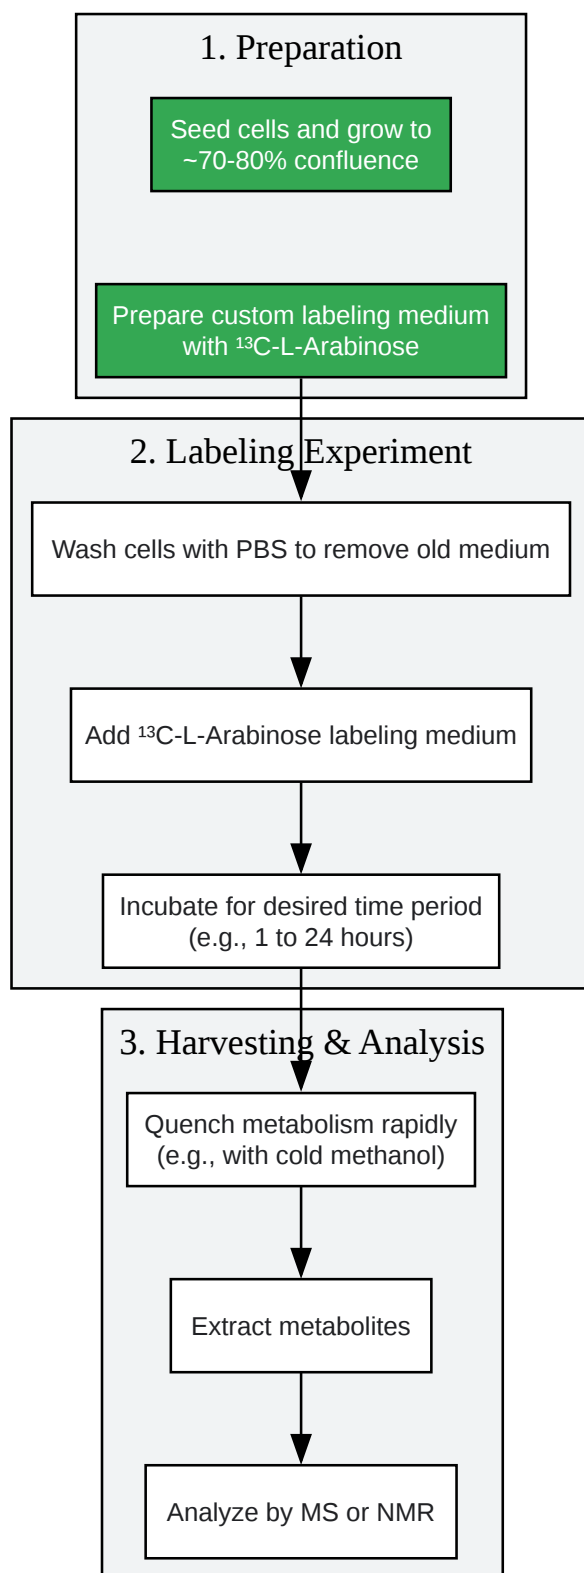 1. Preparation
Seed cells and grow to
~70-80% confluence
Prepare custom labeling medium
with ¹³C-L-Arabinose
2. Labeling Experiment
Wash cells with PBS to remove old medium
Add ¹³C-L-Arabinose labeling medium
Incubate for desired time period
(e.g., 1 to 24 hours)
3. Harvesting & Analysis
Quench metabolism rapidly
(e.g., with cold methanol)
Extract metabolites
Analyze by MS or NMR